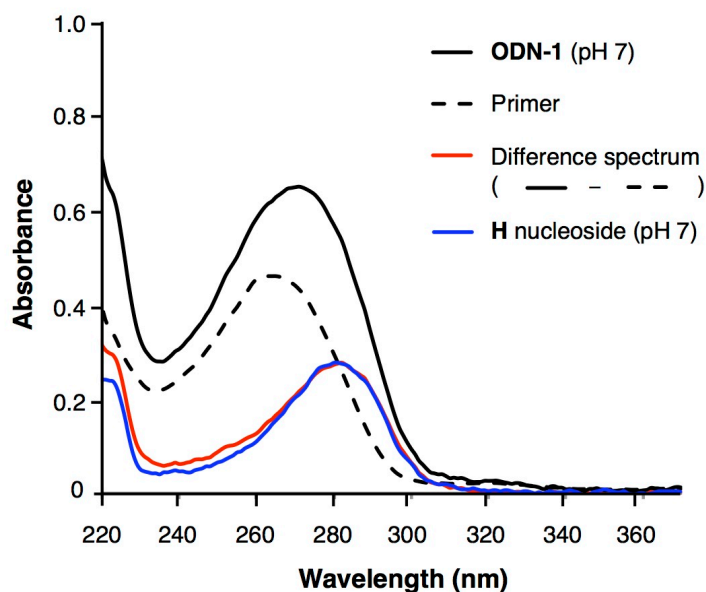 1.0
0.8
0.6
0.4
0.2
0
Absorbance
220 240 260 280 300 320 340 360
Wavelength (nm)
ODN-1 (pH 7)
Primer
Difference spectrum
( — – - - )
H nucleoside (pH 7)